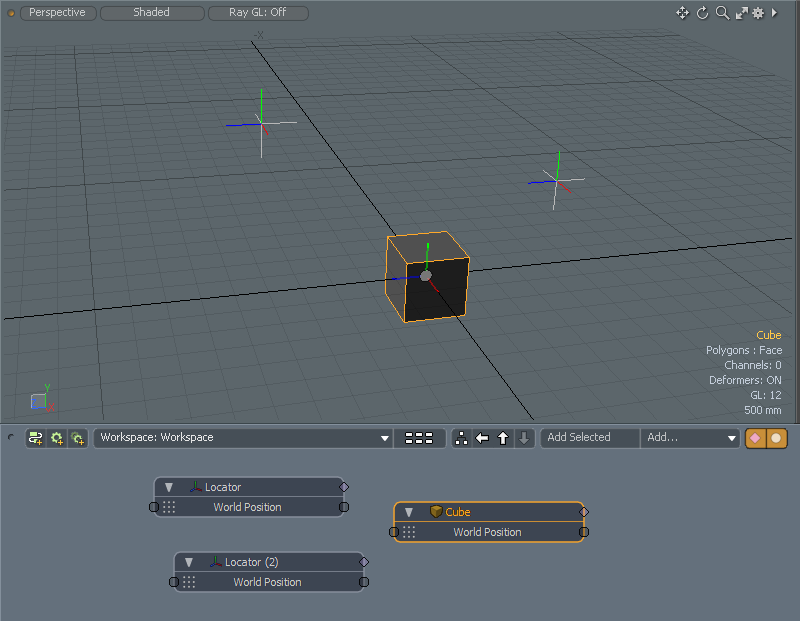 Perspective
Shaded
Ray GL: Off
-X
Cube
Polygons : Face
Channels: 0
Deformers: ON
GL: 12
500 mm
Y
Workspace: Workspace
Add Selected
Add...
Locator
World Position
Cube
World Position
Locator (2)
World Position